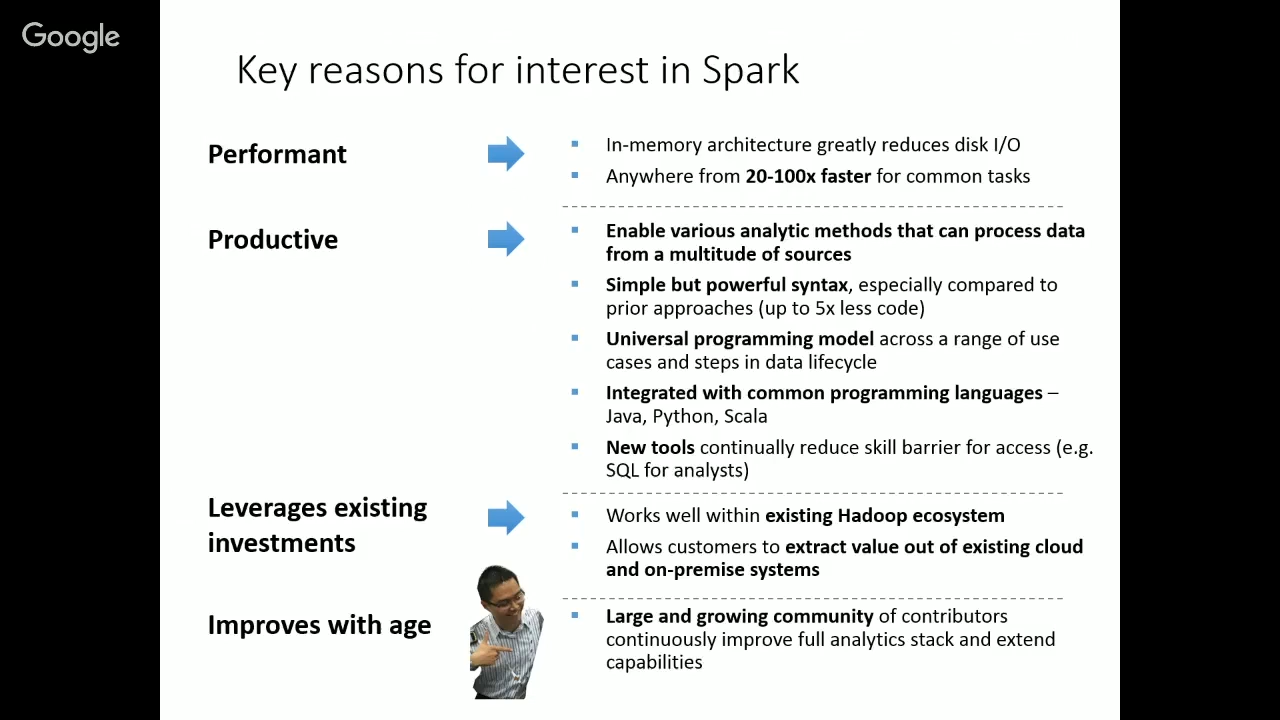 Google
Key reasons for interest in Spark
Performant
In-memory architecture greatly reduces disk I/O
Anywhere from 20-100x faster for common tasks
Productive
Enable various analytic methods that can process data
from a multitude of sources
Simple but powerful syntax, especially compared to
prior approaches (up to 5x less code)
Universal programming model across a range of use
cases and steps in data lifecycle
Integrated with common programming languages –
Java, Python, Scala
New tools continually reduce skill barrier for access (e.g.
SQL for analysts)
Leverages existing
investments
Works well within existing Hadoop ecosystem
Allows customers to extract value out of existing cloud
and on-premise systems
Improves with age
Large and growing community of contributors
continuously improve full analytics stack and extend
capabilities